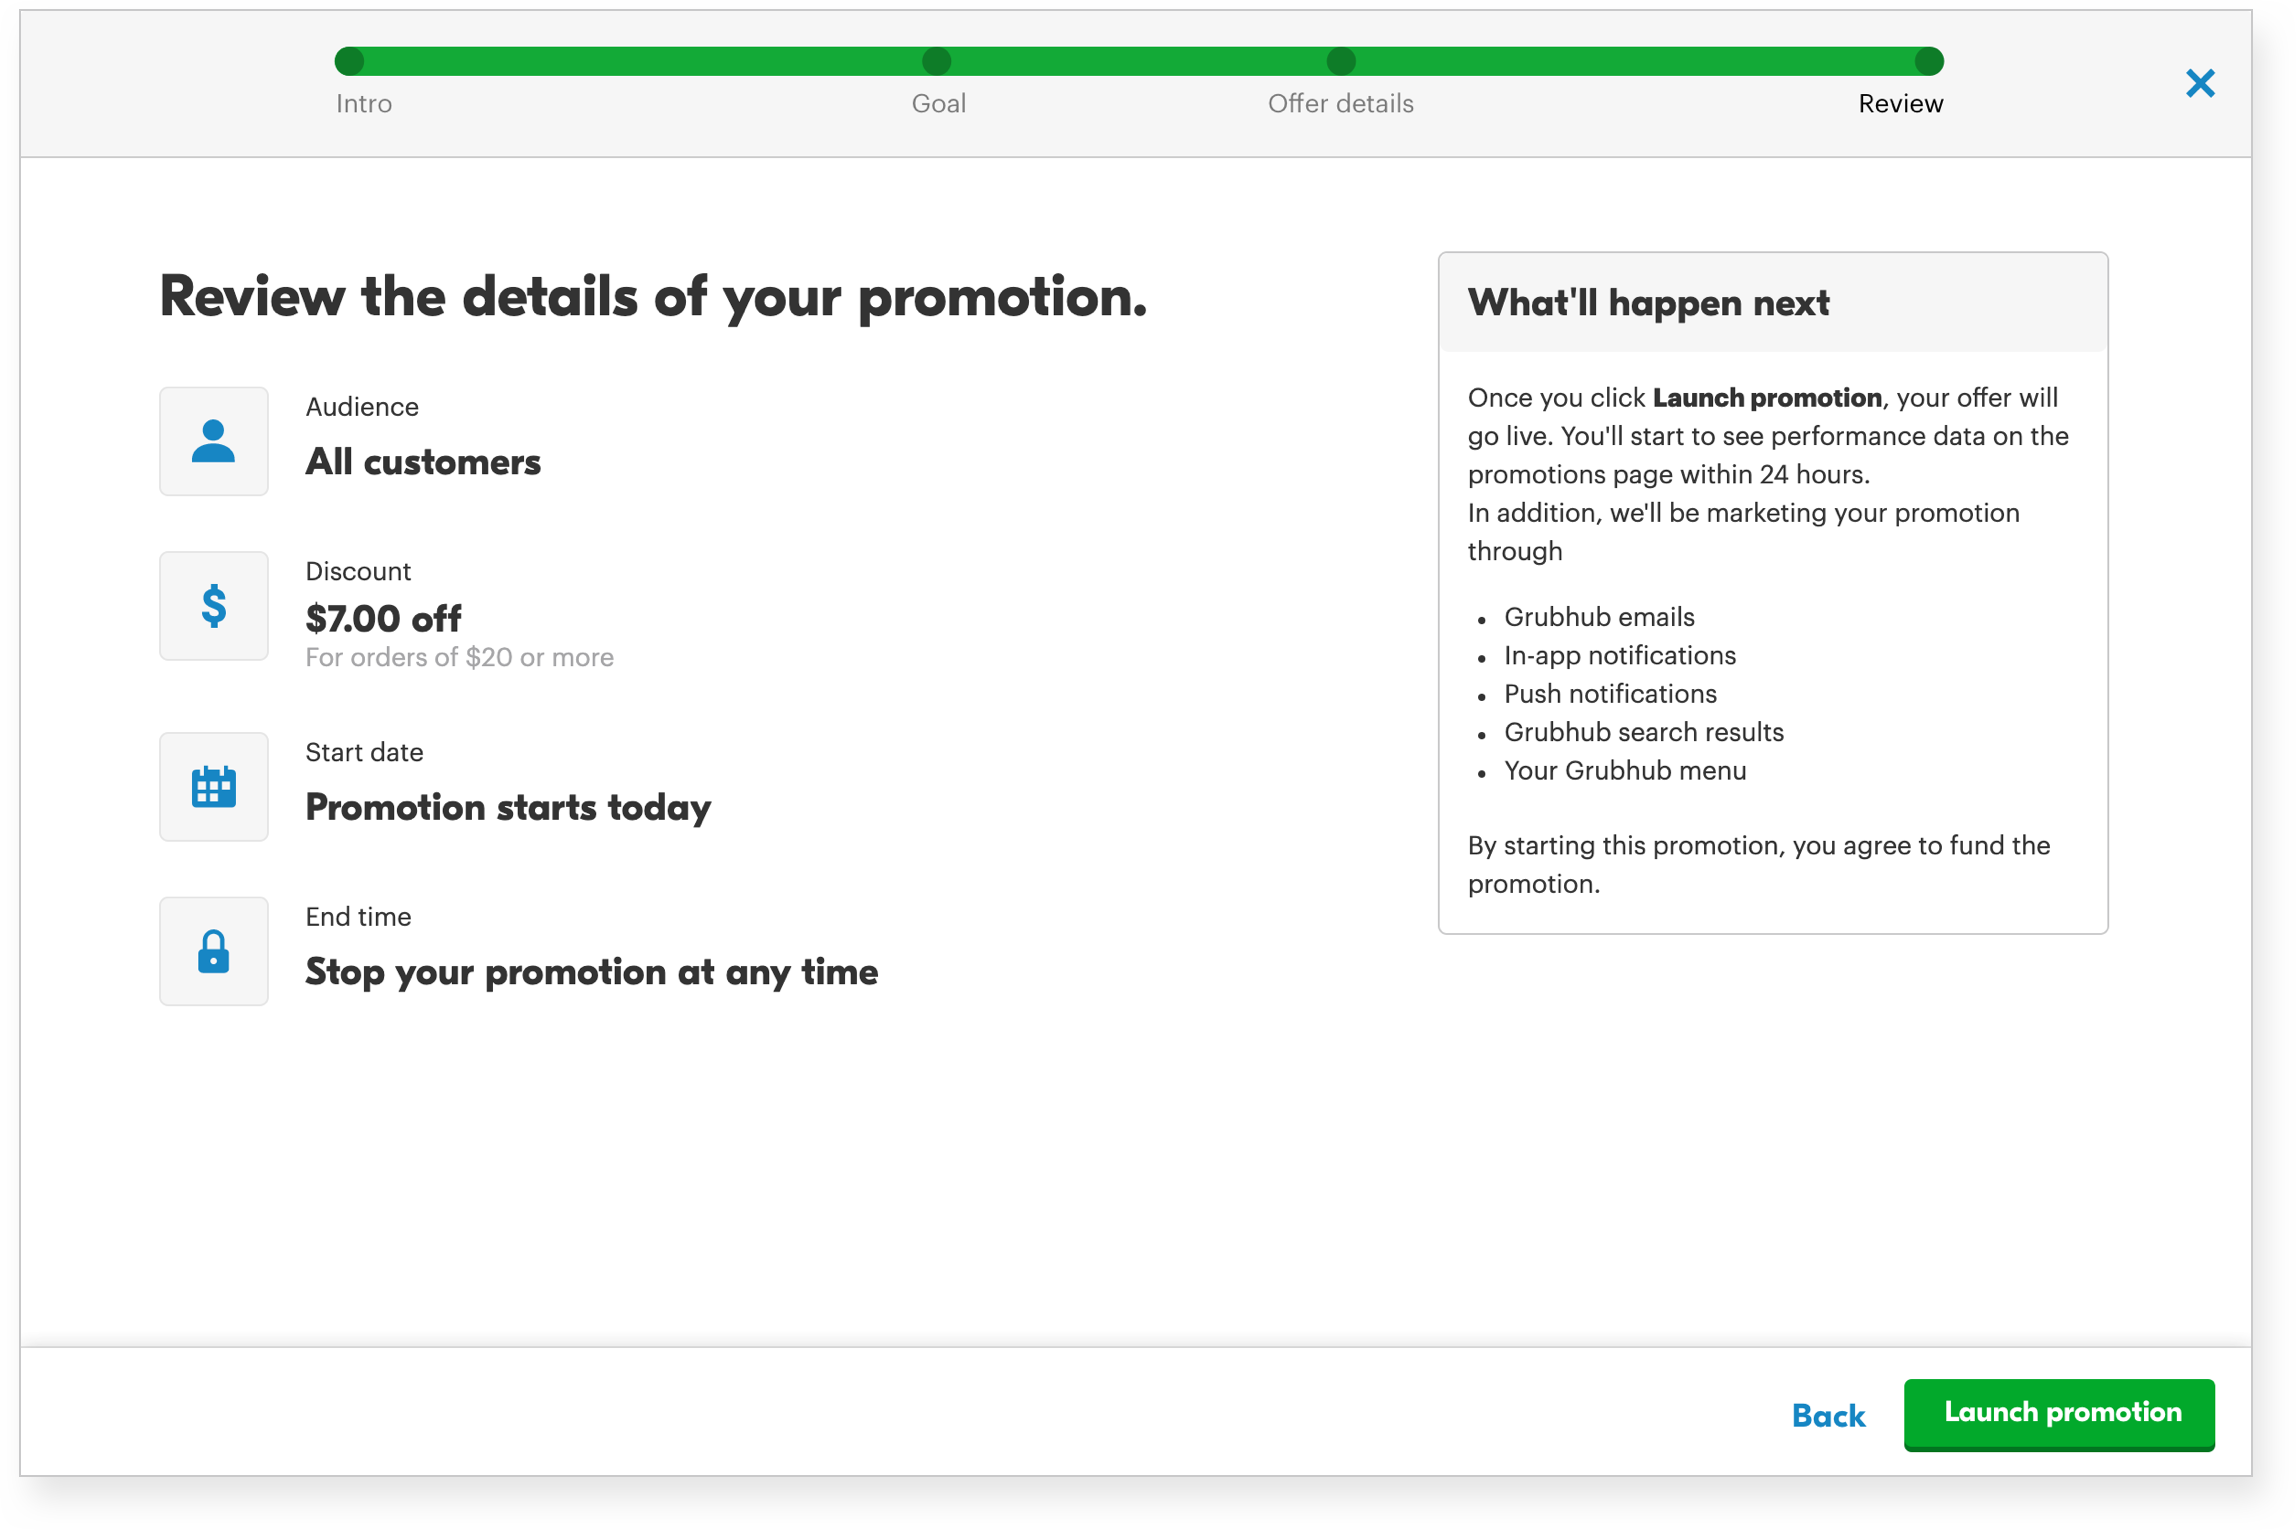 Intro
Goal
Offer details
Review
Review the details of your promotion.
Audience
All customers
Discount
$7.00 off
For orders of $20 or more
Start date
Promotion starts today
End time
Stop your promotion at any time
What'll happen next
Once you click Launch promotion, your offer will
go live. You'll start to see performance data on the
promotions page within 24 hours.
In addition, we'll be marketing your promotion
through
• Grubhub emails
• In-app notifications
• Push notifications
• Grubhub search results
• Your Grubhub menu
By starting this promotion, you agree to fund the
promotion.
Back
Launch promotion